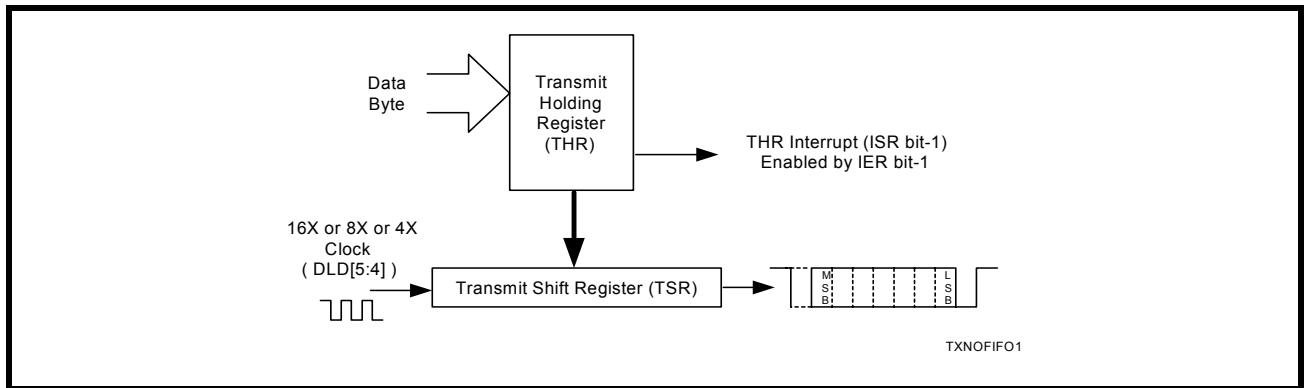 Data
Byte
Transmit
Holding
Register
(THR)
THR Interrupt (ISR bit-1)
Enabled by IER bit-1
16X or 8X or 4X
Clock
( DLD[5:4] )
Transmit Shift Register (TSR)
M
S
B
L
S
B
TXNOFIFO1